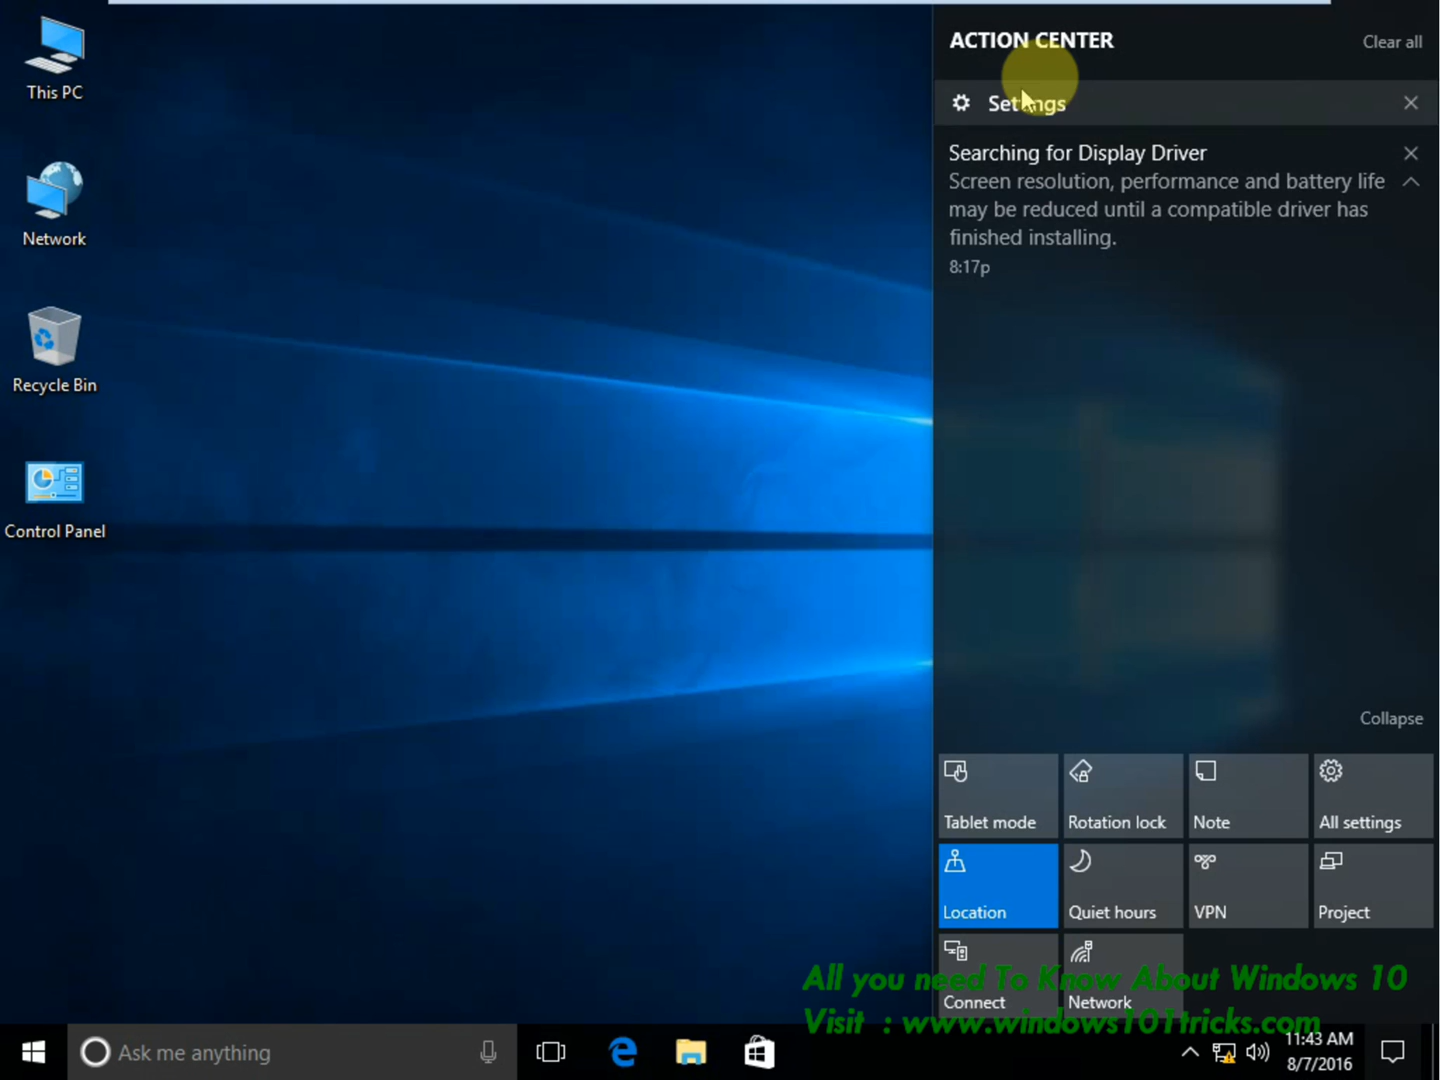 ACTION CENTER
Clear all
This PC
Settings
Searching for Display Driver
Screen resolution, performance and battery life
may be reduced until a compatible driver has
finished installing.
8:17p
Network
Recycle Bin
Control Panel
Collapse
Tablet mode
Rotation lock
Note
All settings
Location
Quiet hours
VPN
Project
Connect
Network
All you need To Know About Windows 10
Visit : www.windows101tricks.com
Ask me anything
11:43 AM
8/7/2016